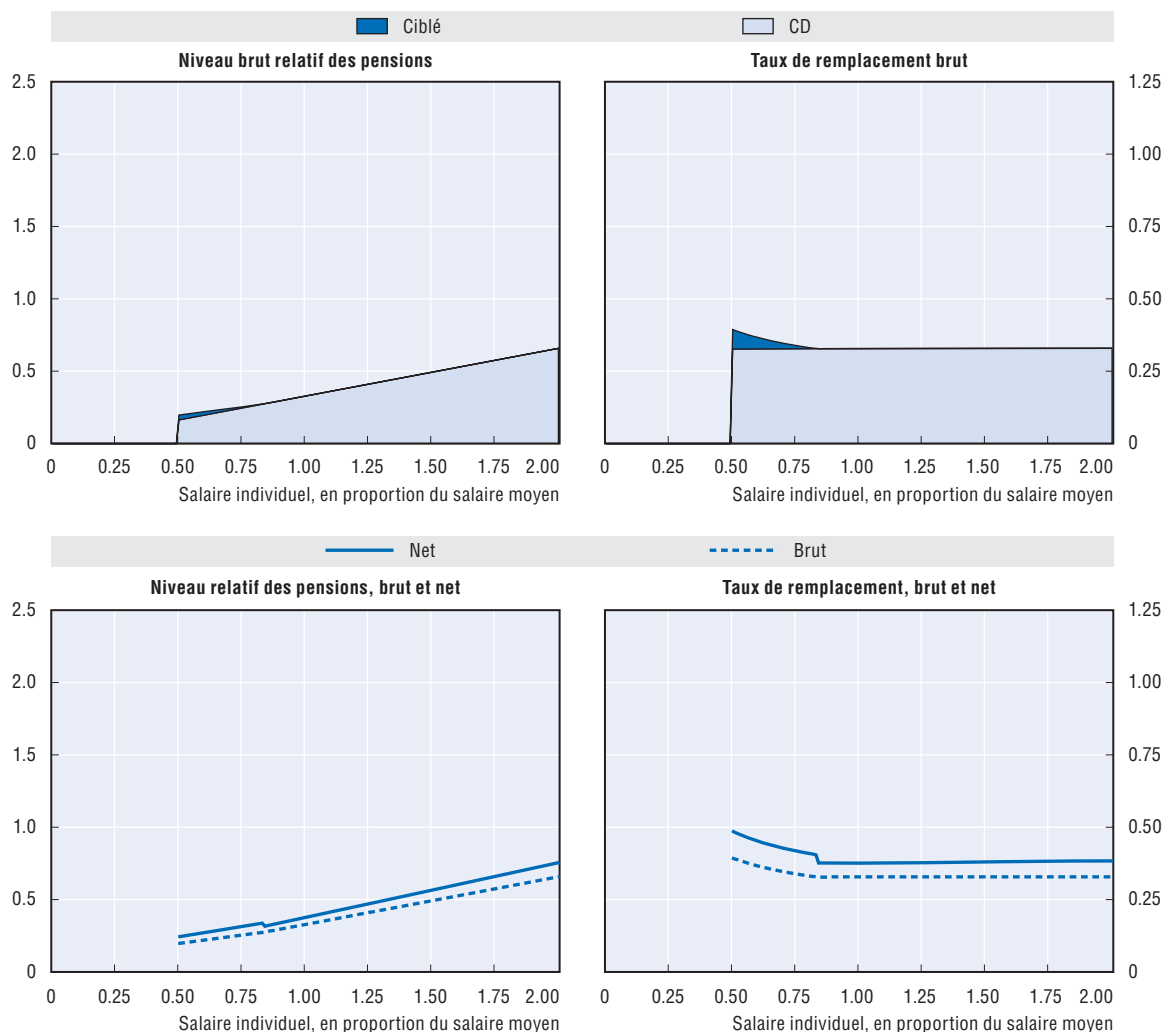 Ciblé CD
Niveau brut relatif des pensions
2.5
2.0
1.5
1.0
0.5
0
0 0.25 0.50 0.75 1.00 1.25 1.50 1.75 2.00
Salaire individuel, en proportion du salaire moyen
Taux de remplacement brut
1.25
1.00
0.75
0.50
0.25
0
0 0.25 0.50 0.75 1.00 1.25 1.50 1.75 2.00
Salaire individuel, en proportion du salaire moyen
Net Brut
Niveau relatif des pensions, brut et net
2.5
2.0
1.5
1.0
0.5
0
0 0.25 0.50 0.75 1.00 1.25 1.50 1.75 2.00
Salaire individuel, en proportion du salaire moyen
Taux de remplacement, brut et net
1.25
1.00
0.75
0.50
0.25
0
0 0.25 0.50 0.75 1.00 1.25 1.50 1.75 2.00
Salaire individuel, en proportion du salaire moyen